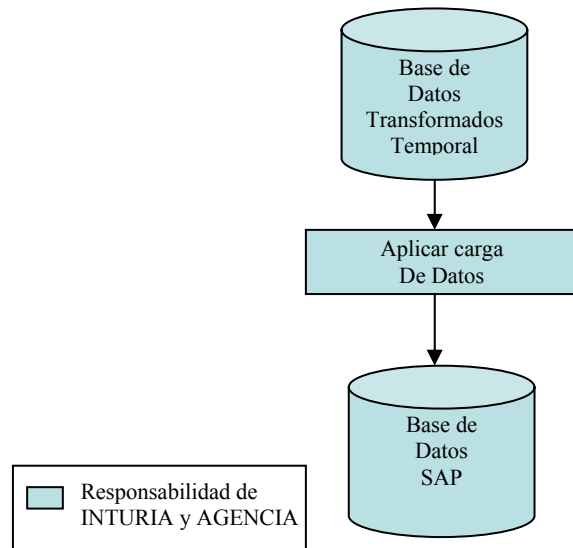 Base de
Datos
Transformados
Temporal
Aplicar carga
De Datos
Base de
Datos
SAP
Responsabilidad de
INTURIA y AGENCIA